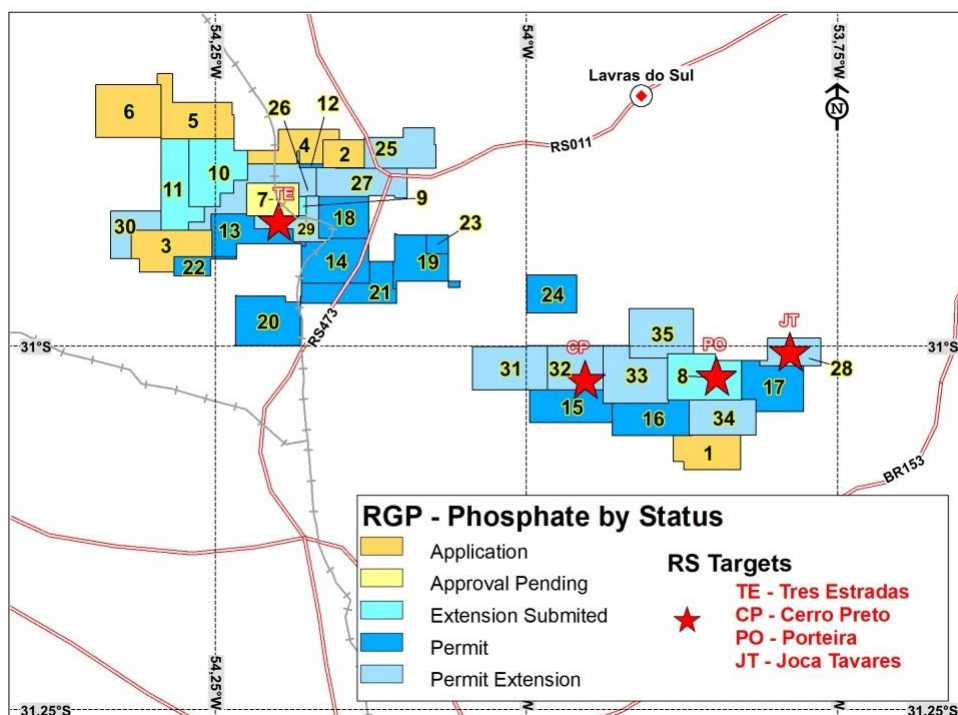 54,25°W
54°W
53,75°W
Lavras do Sul
N
RS011
6
5
26
12
4
2
25
10
11
7
TE
27
9
30
3
13
29
18
23
22
14
19
21
20
RS473
24
31°S
31°S
35
JT
CP
PO
31
32
33
8
28
17
15
16
34
1
BR153
RGP - Phosphate by Status
Application
Approval Pending
Extension Submited
Permit
Permit Extension
RS Targets
TE - Tres Estradas
CP - Cerro Preto
PO - Porteira
JT - Joca Tavares
54,25°W
54°W
53,75°W
31,25°S
31,25°S